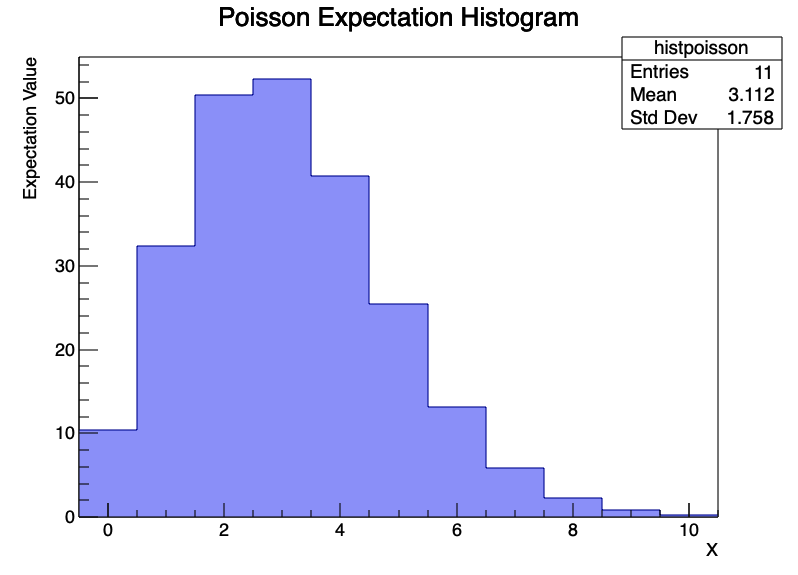 Poisson Expectation Histogram
histpoisson
Entries 11
Mean 3.112
Std Dev 1.758
Expectation Value
50
40
30
20
10
0
0 2 4 6 8 10
X